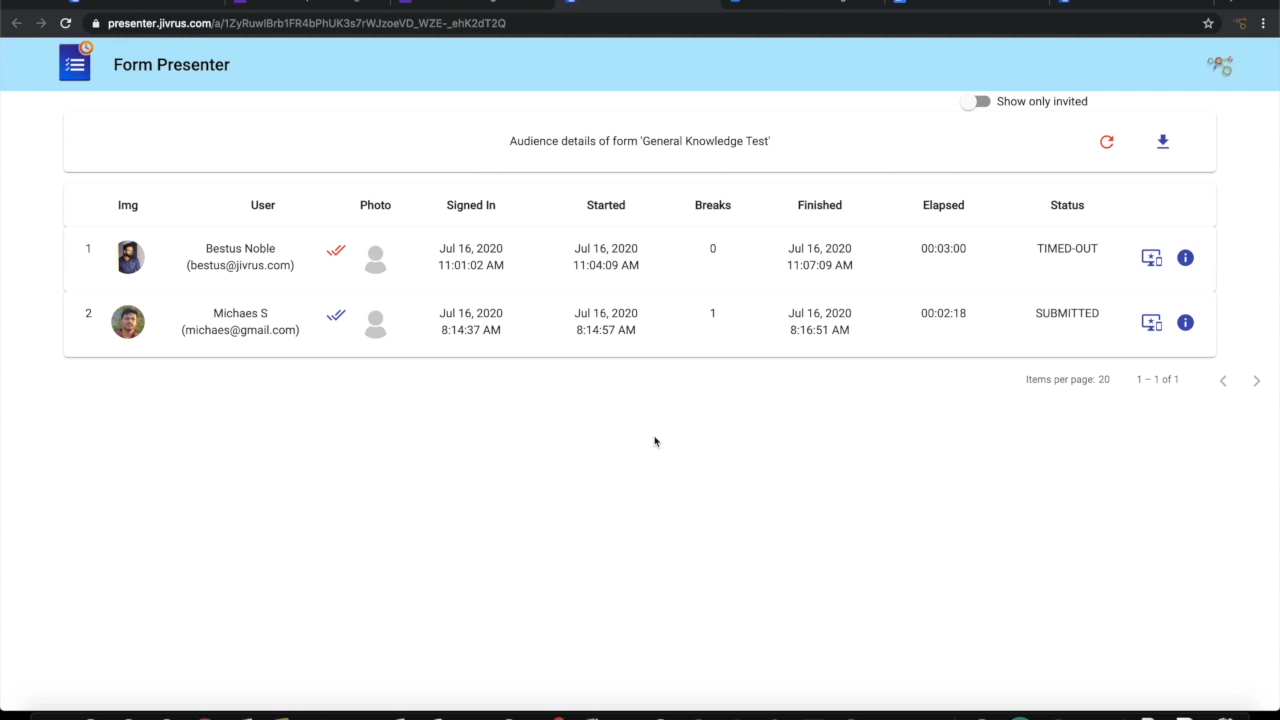 presenter.jivrus.com/a/1ZyRuwIBrb1FR4bPhUK3s7rWJzoeVD_WZE-_ehK2dT2Q
Form Presenter
Show only invited
Audience details of form 'General Knowledge Test'
Img User Photo Signed In Started Breaks Finished Elapsed Status
1 Bestus Noble Jul 16, 2020 Jul 16, 2020 0 Jul 16, 2020 00:03:00 TIMED-OUT
(bestus@jivrus.com) 11:01:02 AM 11:04:09 AM 11:07:09 AM
2 Michaes S Jul 16, 2020 Jul 16, 2020 1 Jul 16, 2020 00:02:18 SUBMITTED
(michaes@gmail.com) 8:14:37 AM 8:14:57 AM 8:16:51 AM
Items per page: 20 1 – 1 of 1